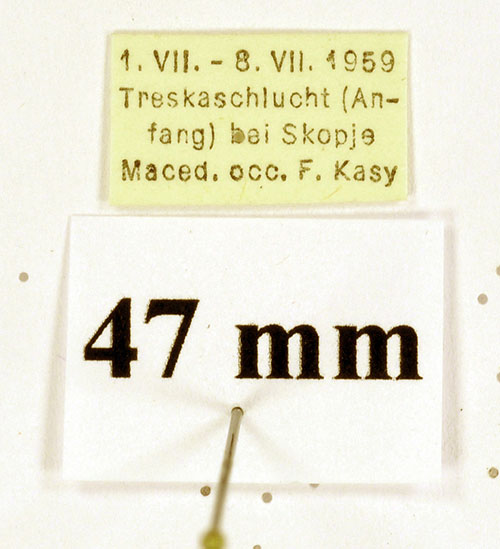 1. VII. - 8. VII. 1959
Treskaschlucht (An-
fang) bei Skopje
Maced. occ. F. Kasy
47 mm